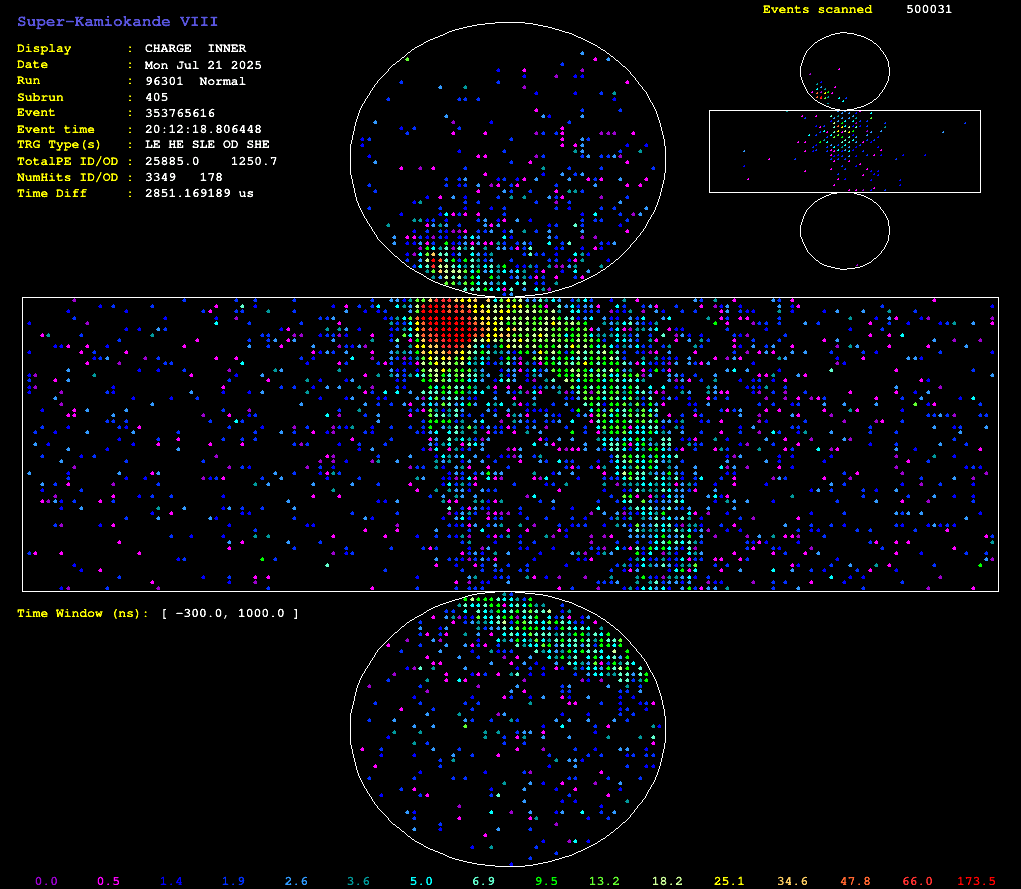 Super-Kamiokande VIII
Events scanned 500031
Display : CHARGE INNER
Date : Mon Jul 21 2025
Run : 96301 Normal
Subrun : 405
Event : 353765616
Event time : 20:12:18.806448
TRG Type(s) : LE HE SLE OD SHE
TotalPE ID/OD : 25885.0 1250.7
NumHits ID/OD : 3349 178
Time Diff : 2851.169189 us
Time Window (ns): [ -300.0, 1000.0 ]
0.0 0.5 1.4 1.9 2.6 3.6 5.0 6.9 9.5 13.2 18.2 25.1 34.6 47.8 66.0 173.5